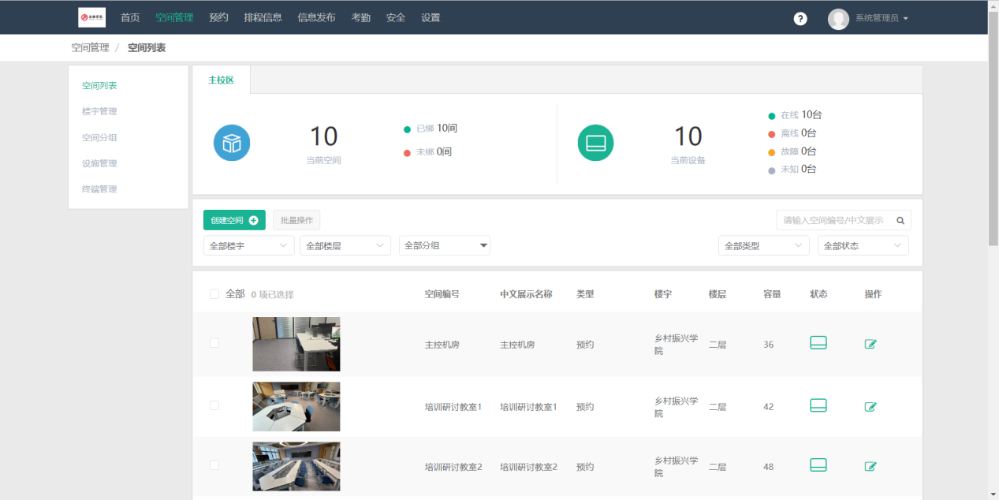 首页 空间管理 预约 排程信息 信息发布 考勤 安全 设置 ? 系统管理员
空间管理 / 空间列表
空间列表
楼宇管理
空间分组
设施管理
终端管理
主校区
10
当前空间
已绑 10间
未绑 0间
10
当前设备
在线 10台
离线 0台
故障 0台
未知 0台
创建空间 批量操作 请输入空间编号/中文展示
全部楼宇 全部楼层 全部分组 全部类型 全部状态
全部 0 项已选择 空间编号 中文展示名称 类型 楼宇 楼层 容量 状态 操作
主控机房 主控机房 预约 乡村振兴学院 二层 36
培训研讨教室1 培训研讨教室1 预约 乡村振兴学院 二层 42
培训研讨教室2 培训研讨教室2 预约 乡村振兴学院 二层 48